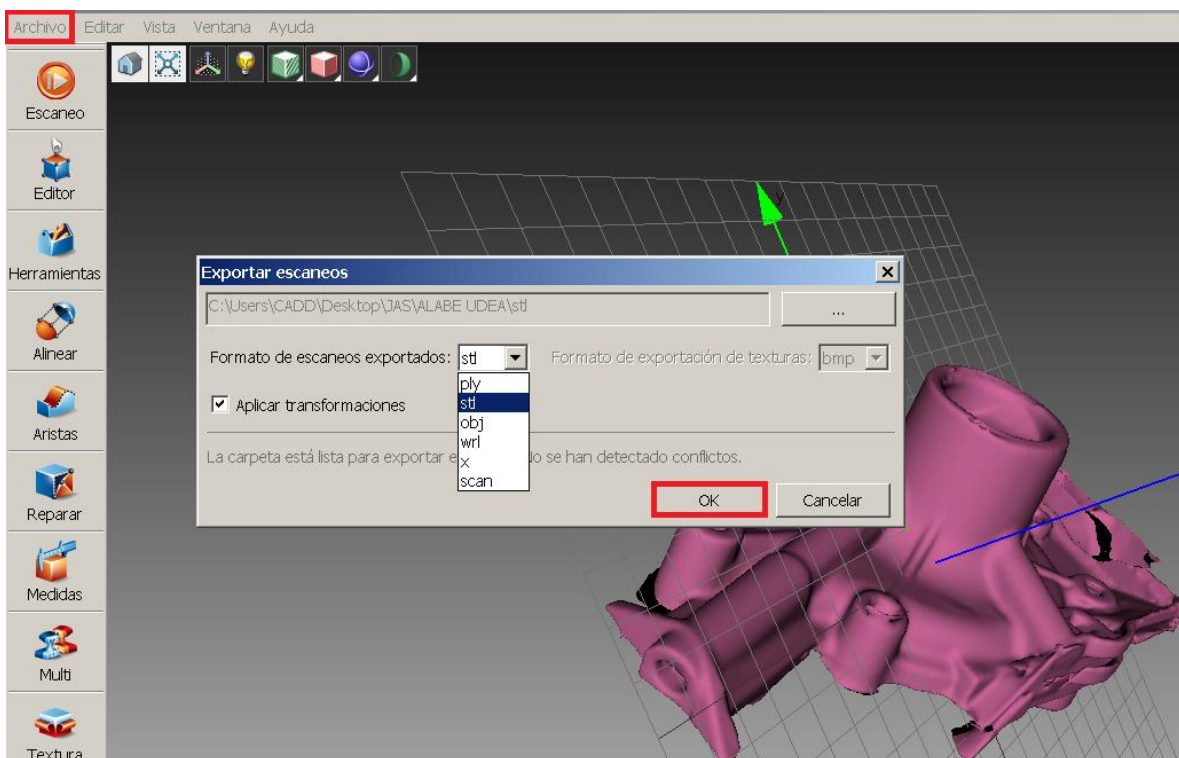 Archivo Editar Vista Ventana Ayuda
Escaneo
Editor
Herramientas
Alinear
Aristas
Reparar
Medidas
Multi
Textura
y
Exportar escaneos
C:\Users\CADD\Desktop\JAS\ALABE UDEA\stl
...
Formato de escaneos exportados: stl Formato de exportación de texturas: bmp
ply
stl
obj
wrl
x
scan
Aplicar transformaciones
La carpeta está lista para exportar e se han detectado conflictos.
OK Cancelar